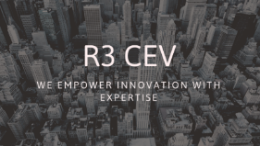 R3 CEV
WE EMPOWER INNOVATION WITH
EXPERTISE